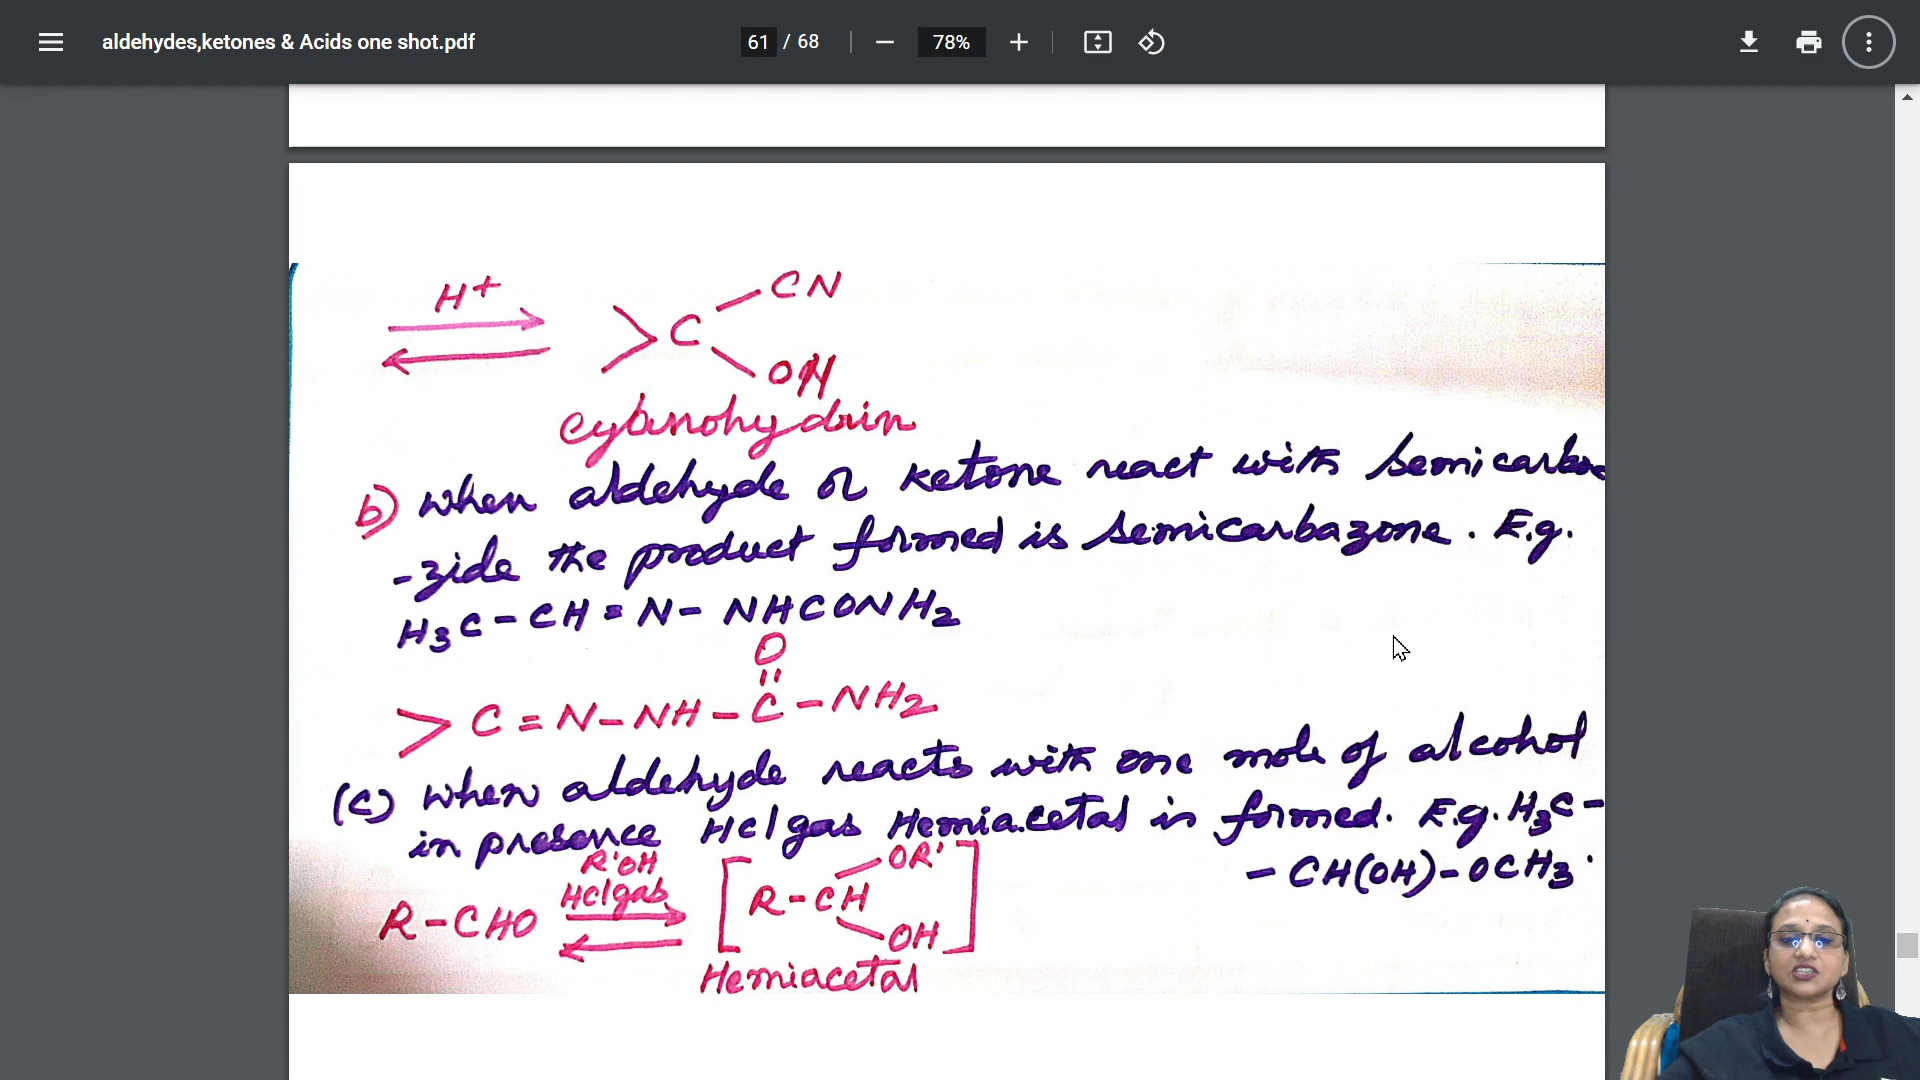 aldehydes,ketones & Acids one shot.pdf
61 / 68
78%
H+
>C
CN
OH
Cyanohydrin
b) When aldehyde or ketone react with Semicarba
-zide the product formed is semicarbazone. E.g.
H3C-CH=N-NHCONH2
O
>C=N-NH-C-NH2
(c) When aldehyde reacts with one mole of alcohol
in presence HCl gas Hemiacetal is formed. E.g. H3C-
-CH(OH)-OCH3.
R'OH
HCl gas
R-CHO
OR'
R-CH
OH
Hemiacetal